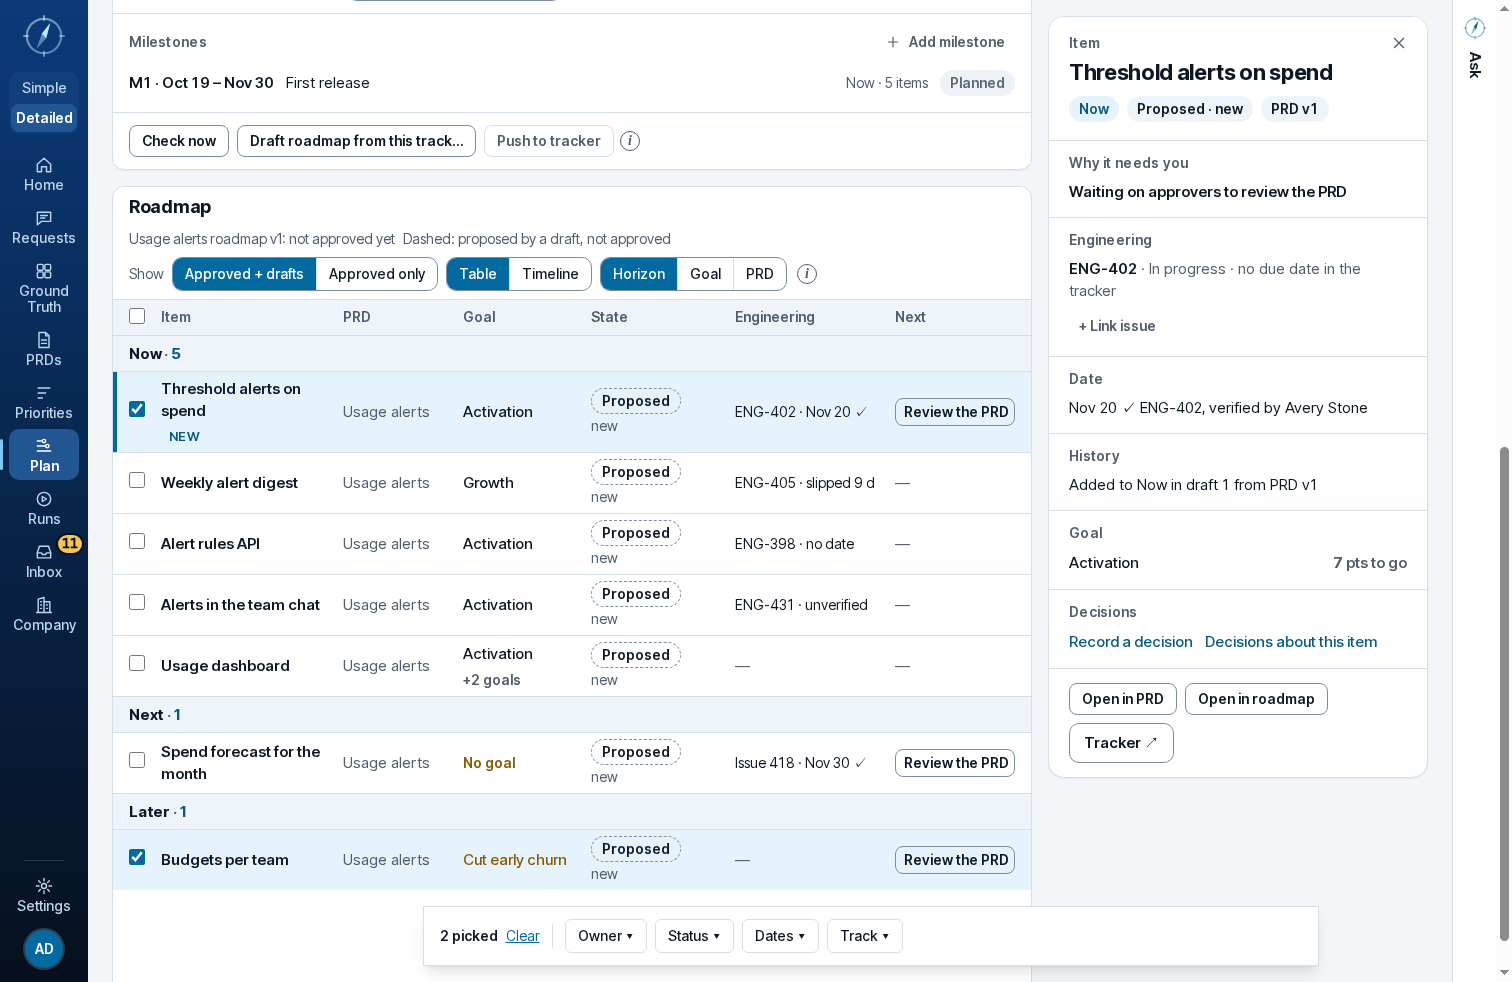 Simple
Detailed
Home
Requests
Ground
Truth
PRDs
Priorities
Plan
Runs
11
Inbox
Company
Settings
AD
Milestones
+ Add milestone
M1 · Oct 19 – Nov 30 First release
Now · 5 items Planned
Check now
Draft roadmap from this track...
Push to tracker
i
Roadmap
Usage alerts roadmap v1: not approved yet Dashed: proposed by a draft, not approved
Show Approved + drafts Approved only Table Timeline Horizon Goal PRD i
Item PRD Goal State Engineering Next
Now · 5
Threshold alerts on
spend
NEW
Usage alerts
Activation
Proposed
new
ENG-402 · Nov 20 ✓
Review the PRD
Weekly alert digest
Usage alerts
Growth
Proposed
new
ENG-405 · slipped 9 d
—
Alert rules API
Usage alerts
Activation
Proposed
new
ENG-398 · no date
—
Alerts in the team chat
Usage alerts
Activation
Proposed
new
ENG-431 · unverified
—
Usage dashboard
Usage alerts
Activation
+2 goals
Proposed
new
—
—
Next · 1
Spend forecast for the
month
Usage alerts
No goal
Proposed
new
Issue 418 · Nov 30 ✓
Review the PRD
Later · 1
Budgets per team
Usage alerts
Cut early churn
Proposed
new
—
Review the PRD
2 picked Clear Owner ▾ Status ▾ Dates ▾ Track ▾
Item
Threshold alerts on spend
Now Proposed · new PRD v1
Why it needs you
Waiting on approvers to review the PRD
Engineering
ENG-402 · In progress · no due date in the
tracker
+ Link issue
Date
Nov 20 ✓ ENG-402, verified by Avery Stone
History
Added to Now in draft 1 from PRD v1
Goal
Activation 7 pts to go
Decisions
Record a decision Decisions about this item
Open in PRD Open in roadmap
Tracker ↗
Ask